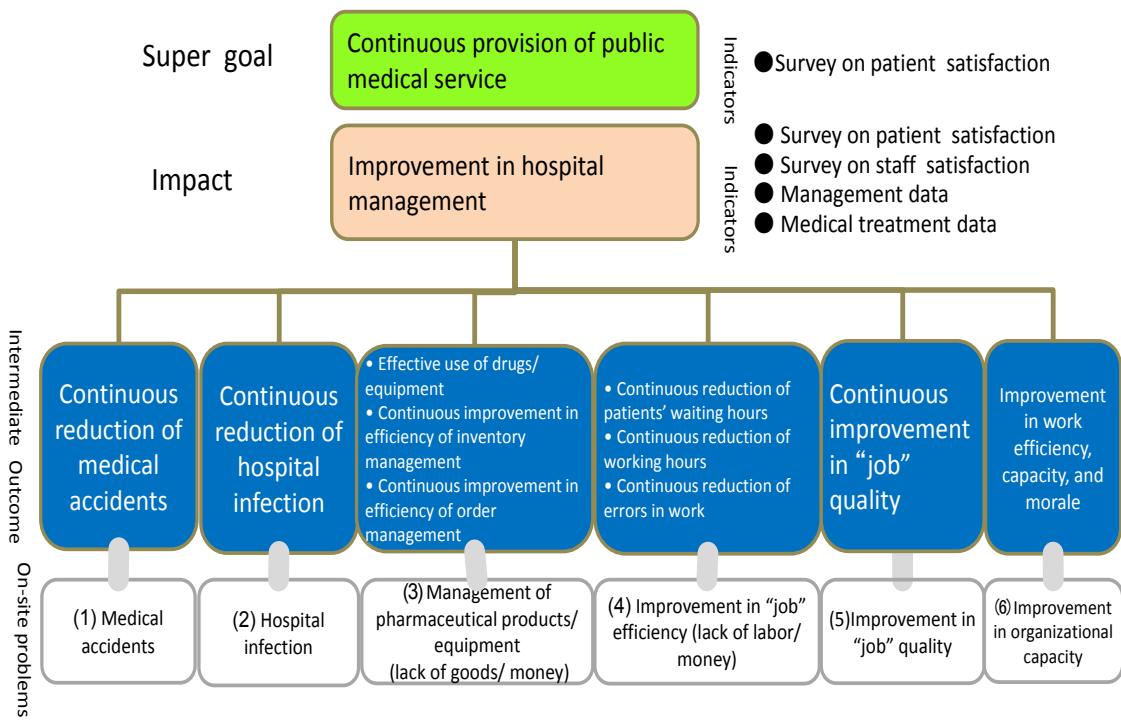 Super goal
Continuous provision of public
medical service
Indicators
●Survey on patient satisfaction
Impact
Improvement in hospital
management
Indicators
● Survey on patient satisfaction
● Survey on staff satisfaction
● Management data
● Medical treatment data
Intermediate Outcome
Continuous
reduction of
medical
accidents
Continuous
reduction of
hospital
infection
• Effective use of drugs/
equipment
• Continuous improvement in
efficiency of inventory
management
• Continuous improvement in
efficiency of order
management
• Continuous reduction of
patients’ waiting hours
• Continuous reduction of
working hours
• Continuous reduction of
errors in work
Continuous
improvement
in “job”
quality
Improvement
in work
efficiency,
capacity, and
morale
On-site problems
(1) Medical
accidents
(2) Hospital
infection
(3) Management of
pharmaceutical products/
equipment
(lack of goods/ money)
(4) Improvement in “job”
efficiency (lack of labor/
money)
(5)Improvement in
“job” quality
(6) Improvement
in organizational
capacity